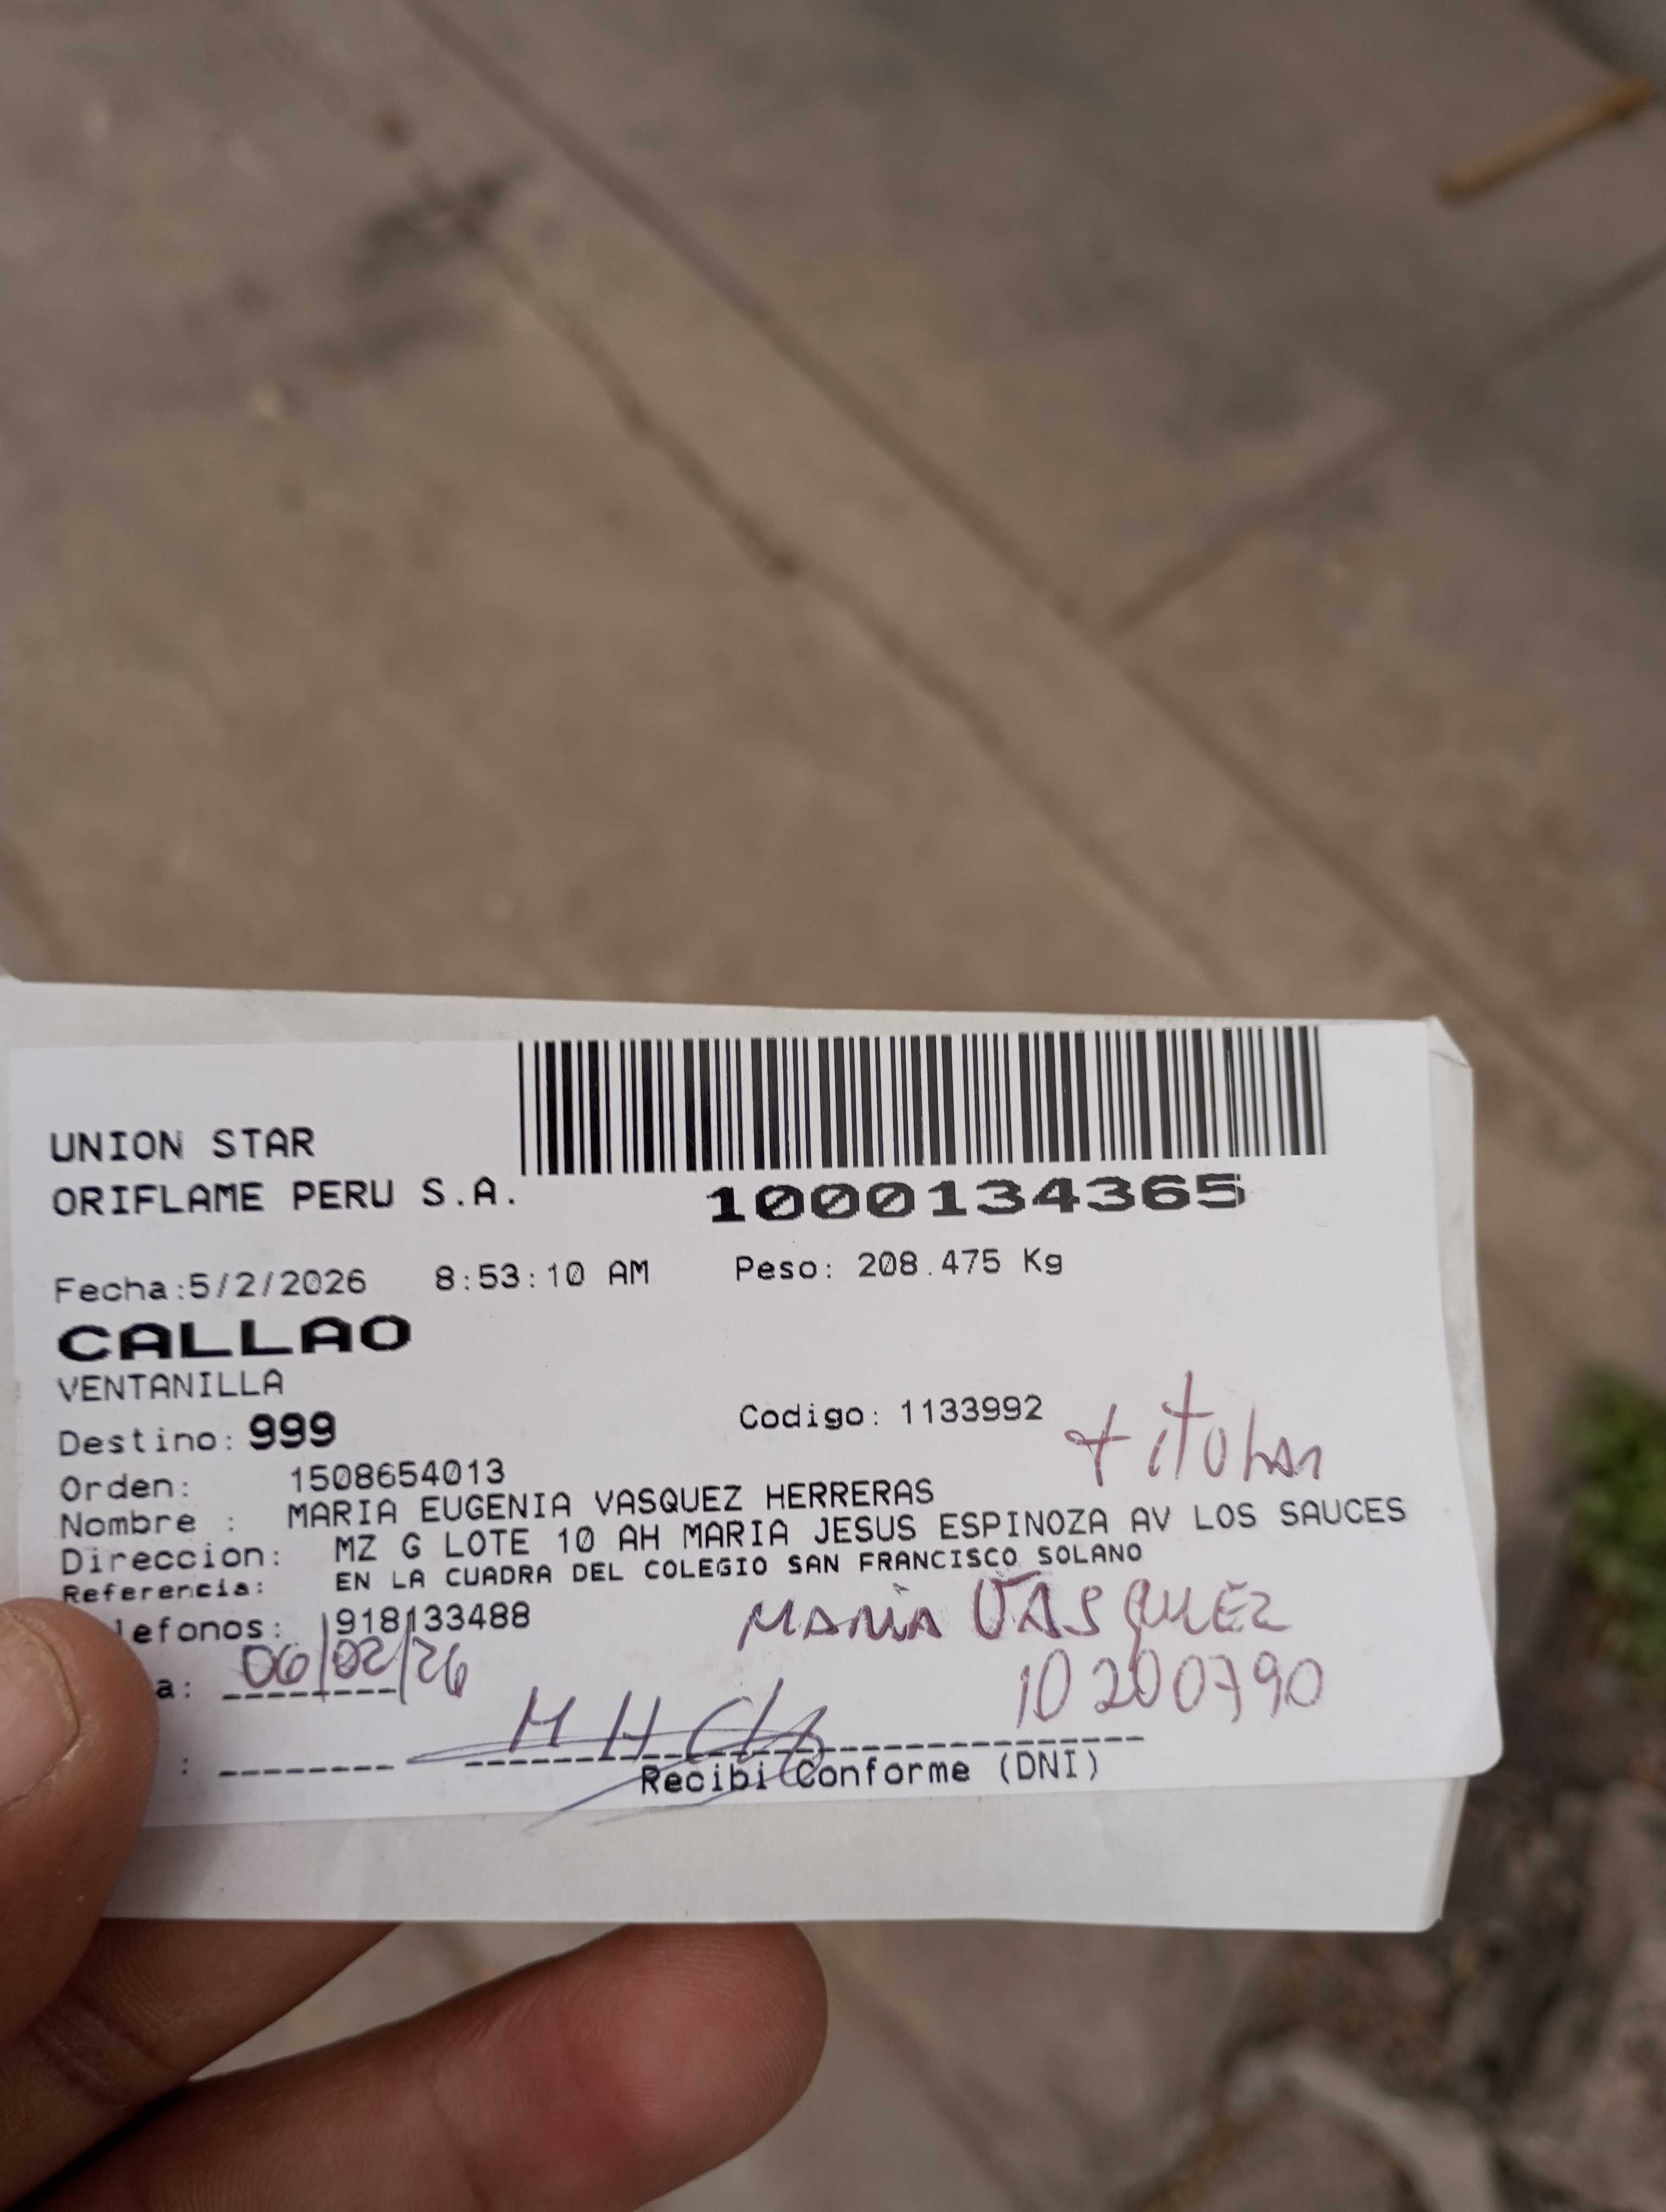 UNION STAR
ORIFLAME PERU S.A.
1000134365
Fecha:5/2/2026 8:53:10 AM Peso: 208.475 Kg
CALLAO
VENTANILLA
Destino: 999 Codigo: 1133992
titular
Orden: 1508654013
Nombre : MARIA EUGENIA VASQUEZ HERRERAS
Direccion: MZ G LOTE 10 AH MARIA JESUS ESPINOZA AV LOS SAUCES
Referencia: EN LA CUADRA DEL COLEGIO SAN FRANCISCO SOLANO
lefonos: 918133488
MARIA VASQUEZ
a: 06/02/26
10200790
:
Recibi Conforme (DNI)